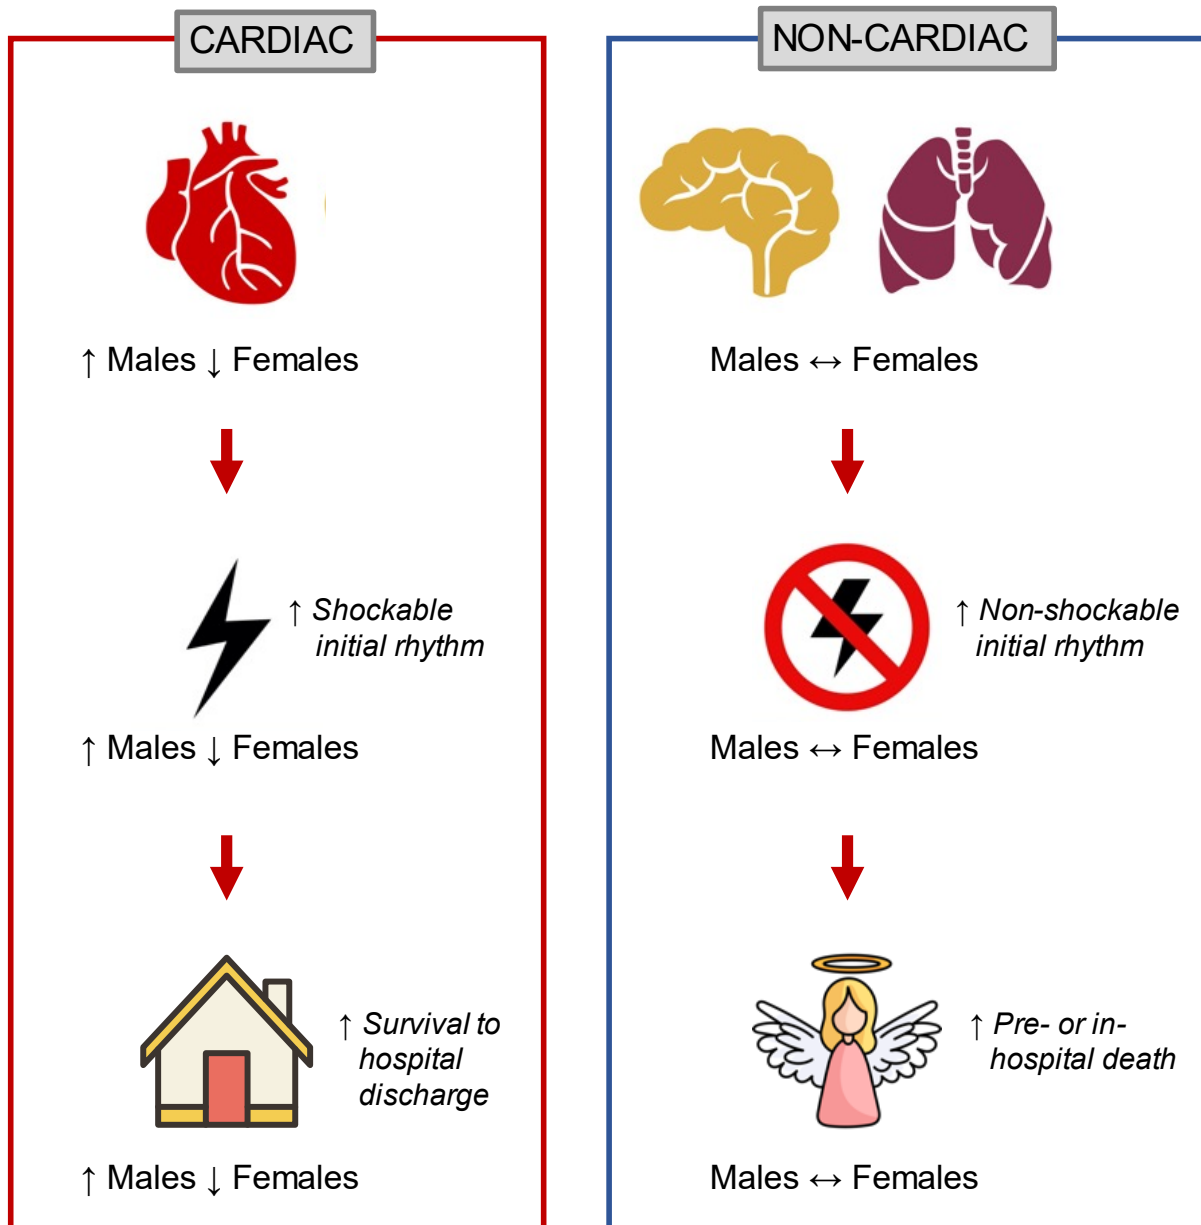 CARDIAC
↑ Males ↓ Females
↑ Shockable
initial rhythm
↑ Males ↓ Females
↑ Survival to
hospital
discharge
↑ Males ↓ Females
NON-CARDIAC
Males ↔ Females
↑ Non-shockable
initial rhythm
Males ↔ Females
↑ Pre- or in-
hospital death
Males ↔ Females